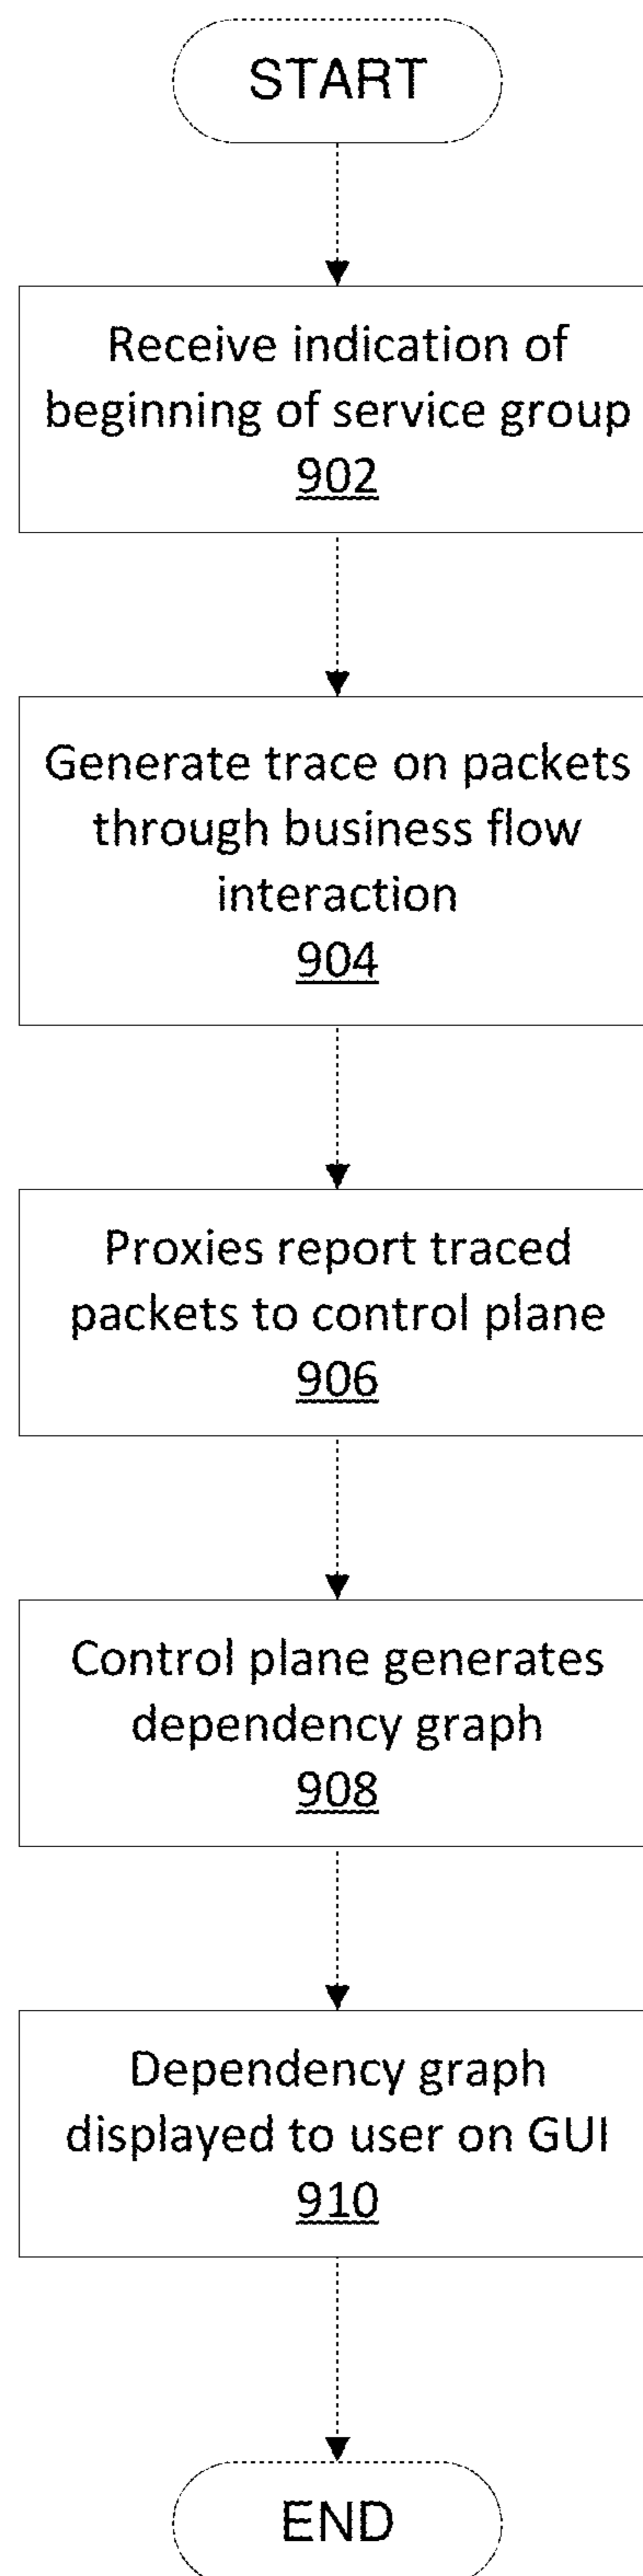 START
Receive indication of
beginning of service group
902
Generate trace on packets
through business flow
interaction
904
Proxies report traced
packets to control plane
906
Control plane generates
dependency graph
908
Dependency graph
displayed to user on GUI
910
END